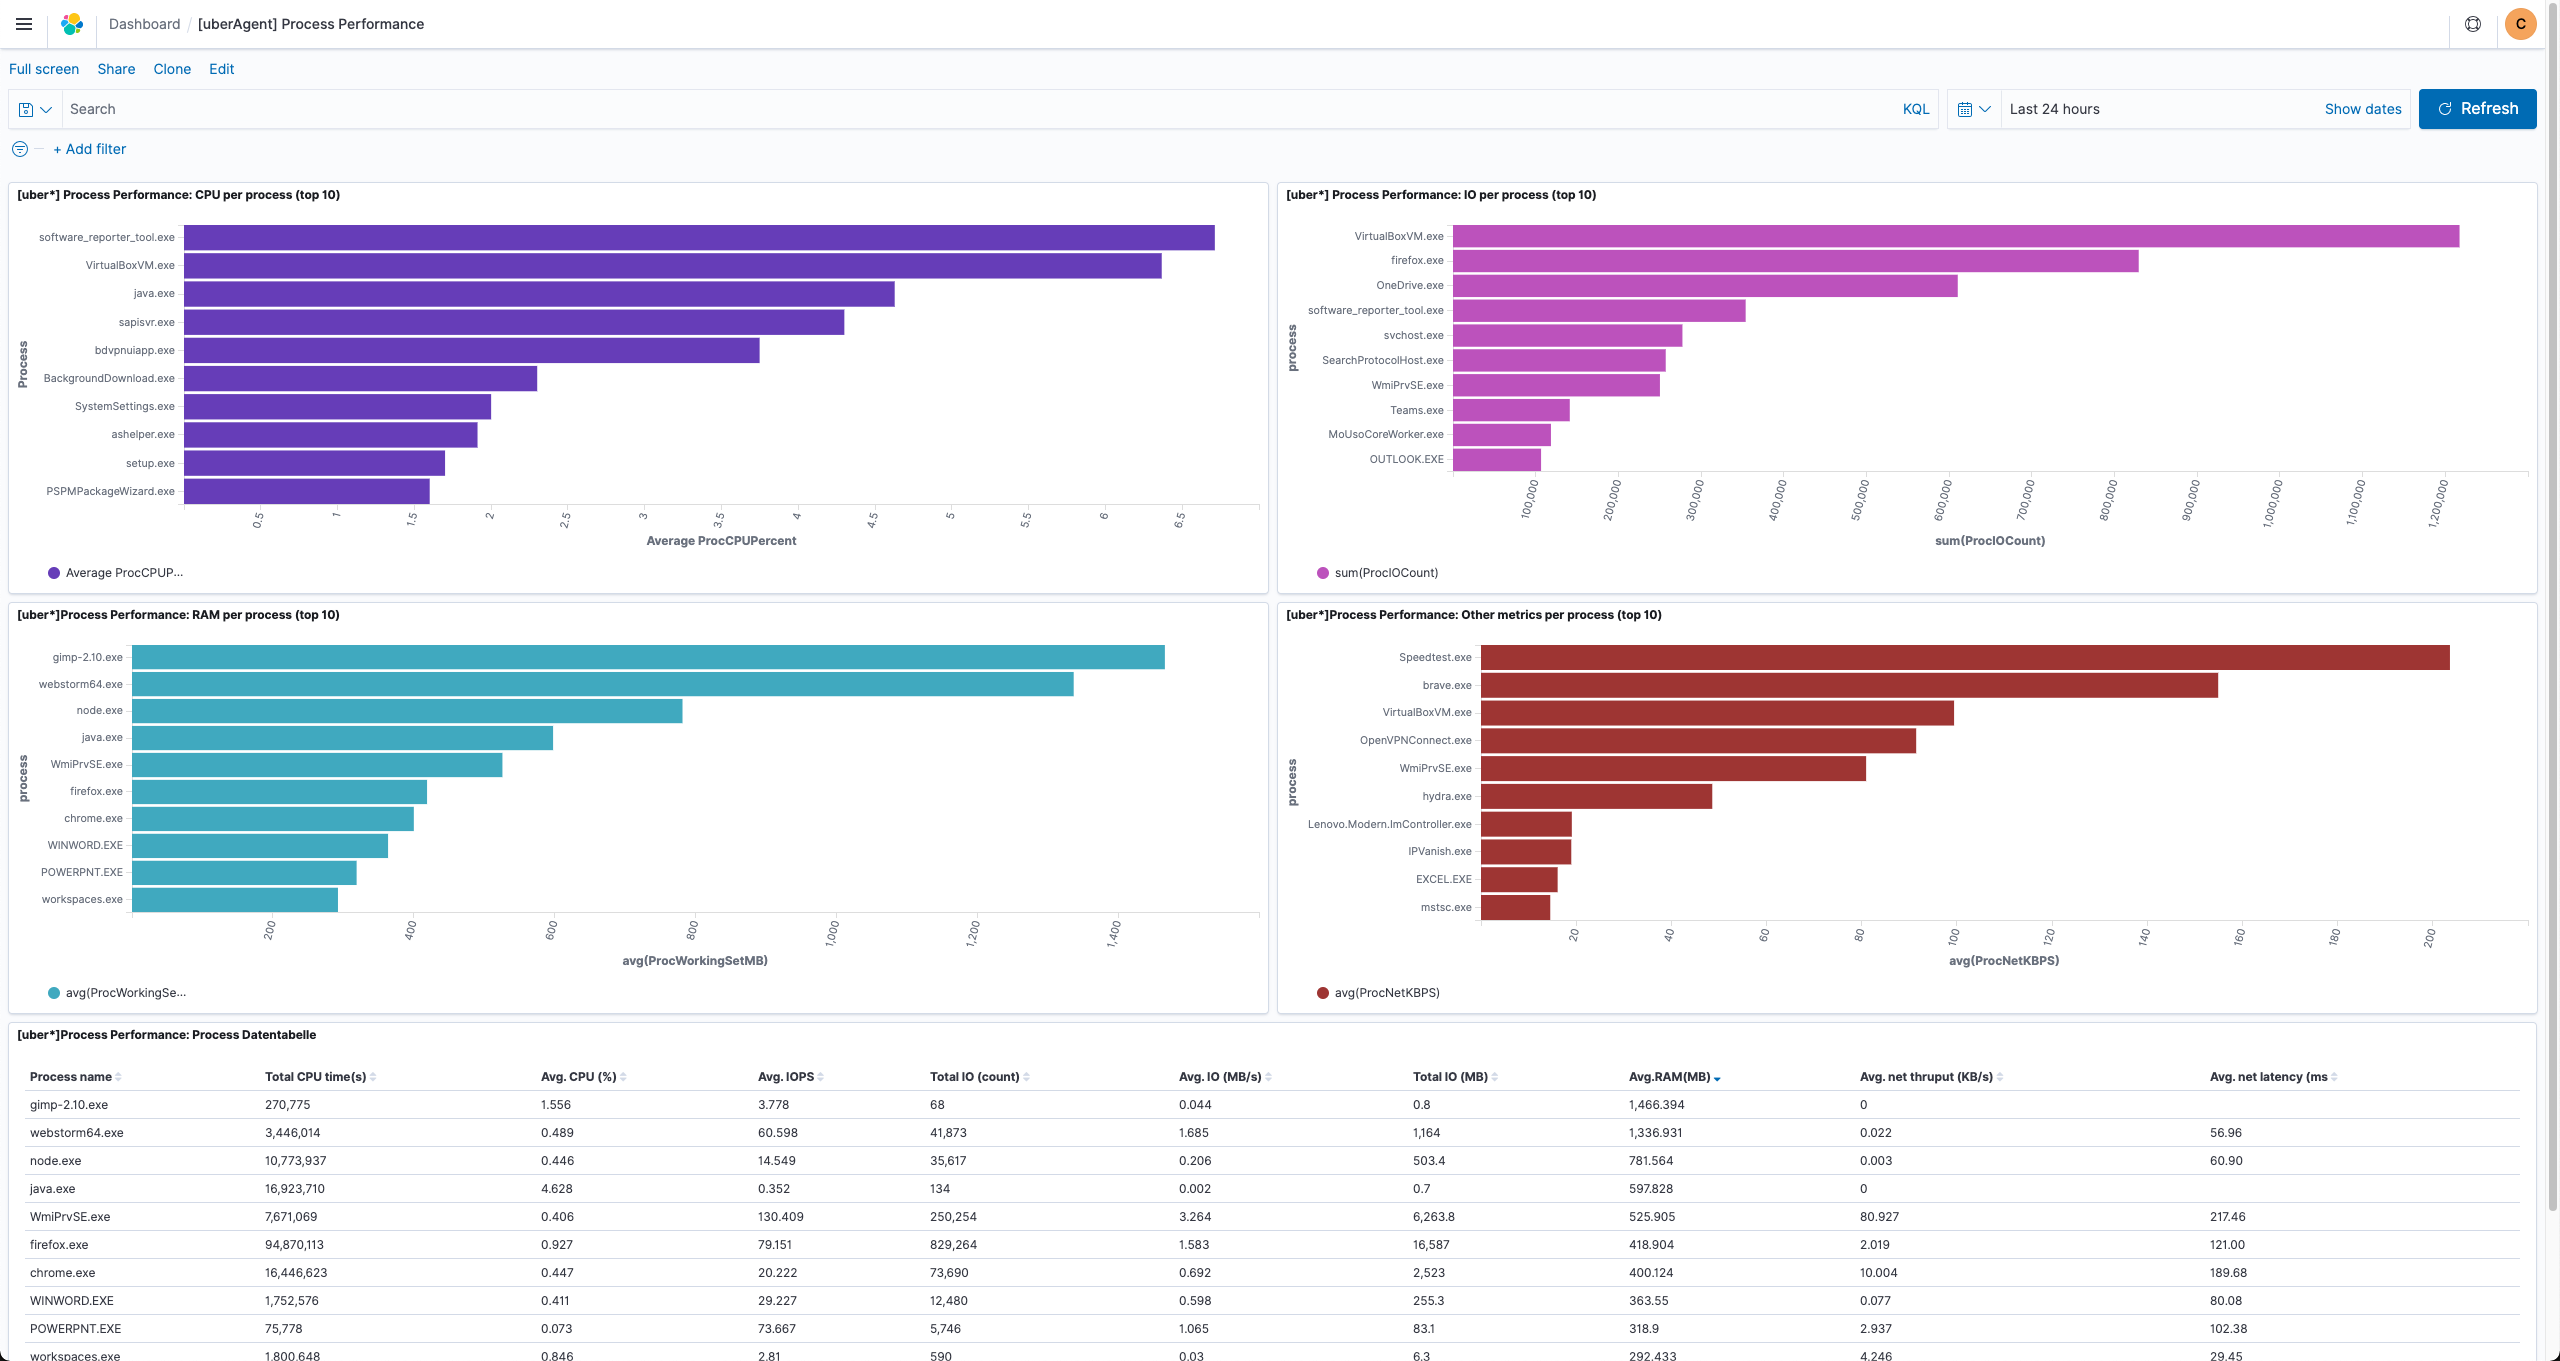 Dashboard / [uberAgent] Process Performance
C
Full screen Share Clone Edit
Search KQL Last 24 hours Show dates Refresh
+ Add filter
[uber*] Process Performance: CPU per process (top 10)
Process
software_reporter_tool.exe
VirtualBoxVM.exe
java.exe
sapisvr.exe
bdvpnuiapp.exe
BackgroundDownload.exe
SystemSettings.exe
ashelper.exe
setup.exe
PSPMPackageWizard.exe
0.5 1 1.5 2 2.5 3 3.5 4 4.5 5 5.5 6 6.5
Average ProcCPUPercent
Average ProcCPUP...
[uber*] Process Performance: IO per process (top 10)
process
VirtualBoxVM.exe
firefox.exe
OneDrive.exe
software_reporter_tool.exe
svchost.exe
SearchProtocolHost.exe
WmiPrvSE.exe
Teams.exe
MoUsoCoreWorker.exe
OUTLOOK.EXE
100,000 200,000 300,000 400,000 500,000 600,000 700,000 800,000 900,000 1,000,000 1,100,000 1,200,000
sum(ProcIOCount)
sum(ProcIOCount)
[uber*]Process Performance: RAM per process (top 10)
process
gimp-2.10.exe
webstorm64.exe
node.exe
java.exe
WmiPrvSE.exe
firefox.exe
chrome.exe
WINWORD.EXE
POWERPNT.EXE
workspaces.exe
200 400 600 800 1,000 1,200 1,400
avg(ProcWorkingSetMB)
avg(ProcWorkingSe...
[uber*]Process Performance: Other metrics per process (top 10)
process
Speedtest.exe
brave.exe
VirtualBoxVM.exe
OpenVPNConnect.exe
WmiPrvSE.exe
hydra.exe
Lenovo.Modern.ImController.exe
IPVanish.exe
EXCEL.EXE
mstsc.exe
20 40 60 80 100 120 140 160 180 200
avg(ProcNetKBPS)
avg(ProcNetKBPS)
[uber*]Process Performance: Process Datentabelle
Process name Total CPU time(s) Avg. CPU (%) Avg. IOPS Total IO (count) Avg. IO (MB/s) Total IO (MB) Avg.RAM(MB) Avg. net thruput (KB/s) Avg. net latency (ms
gimp-2.10.exe 270,775 1.556 3.778 68 0.044 0.8 1,466.394 0
webstorm64.exe 3,446,014 0.489 60.598 41,873 1.685 1,164 1,336.931 0.022 56.96
node.exe 10,773,937 0.446 14.549 35,617 0.206 503.4 781.564 0.003 60.90
java.exe 16,923,710 4.628 0.352 134 0.002 0.7 597.828 0
WmiPrvSE.exe 7,671,069 0.406 130.409 250,254 3.264 6,263.8 525.905 80.927 217.46
firefox.exe 94,870,113 0.927 79.151 829,264 1.583 16,587 418.904 2.019 121.00
chrome.exe 16,446,623 0.447 20.222 73,690 0.692 2,523 400.124 10.004 189.68
WINWORD.EXE 1,752,576 0.411 29.227 12,480 0.598 255.3 363.55 0.077 80.08
POWERPNT.EXE 75,778 0.073 73.667 5,746 1.065 83.1 318.9 2.937 102.38
workspaces.exe 1,800,648 0.846 2.81 590 0.03 6.3 292.433 4.246 29.45